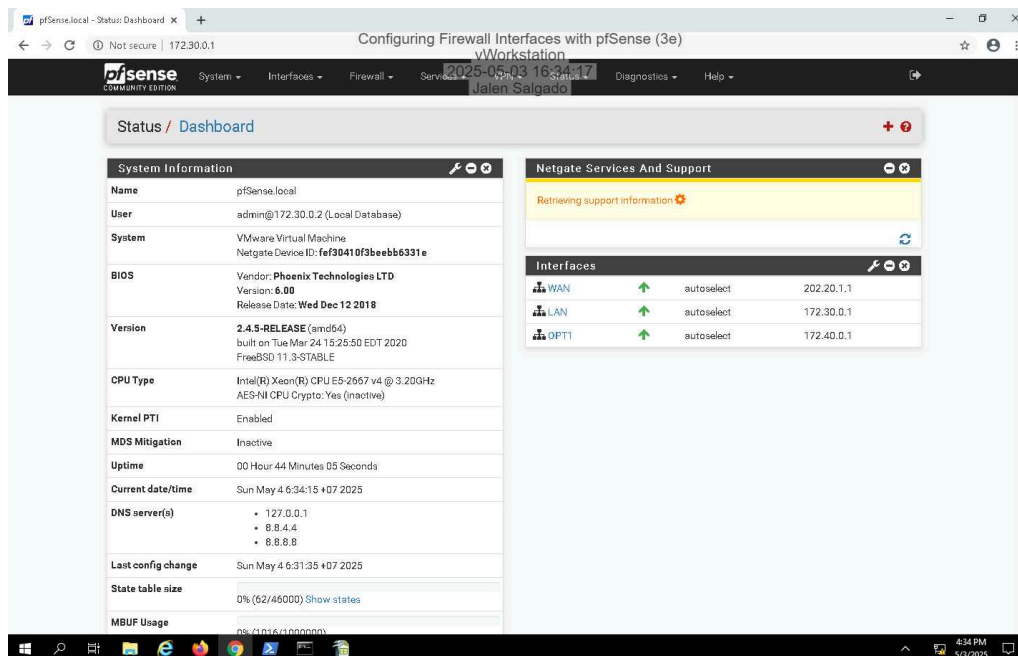 pfSense.local - Status: Dashboard
Not secure | 172.30.0.1
Configuring Firewall Interfaces with pfSense (3e)
vWorkstation
2025-05-03 16:34:17
Jalen Salgado
pfsense
COMMUNITY EDITION
System Interfaces Firewall Services VPN Status Diagnostics Help
Status / Dashboard
System Information
Name pfSense.local
User admin@172.30.0.2 (Local Database)
System VMware Virtual Machine
Netgate Device ID: fef30410f3beebb6331e
BIOS Vendor: Phoenix Technologies LTD
Version: 6.00
Release Date: Wed Dec 12 2018
Version 2.4.5-RELEASE (amd64)
built on Tue Mar 24 15:25:50 EDT 2020
FreeBSD 11.3-STABLE
CPU Type Intel(R) Xeon(R) CPU E5-2667 v4 @ 3.20GHz
AES-NI CPU Crypto: Yes (inactive)
Kernel PTI Enabled
MDS Mitigation Inactive
Uptime 00 Hour 44 Minutes 05 Seconds
Current date/time Sun May 4 6:34:15 +07 2025
DNS server(s)
127.0.0.1
8.8.4.4
8.8.8.8
Last config change Sun May 4 6:31:35 +07 2025
State table size
0% (62/46000) Show states
MBUF Usage
0% (1016/1000000)
Netgate Services And Support
Retrieving support information
Interfaces
WAN autoselect 202.20.1.1
LAN autoselect 172.30.0.1
OPT1 autoselect 172.40.0.1
4:34 PM
5/3/2025